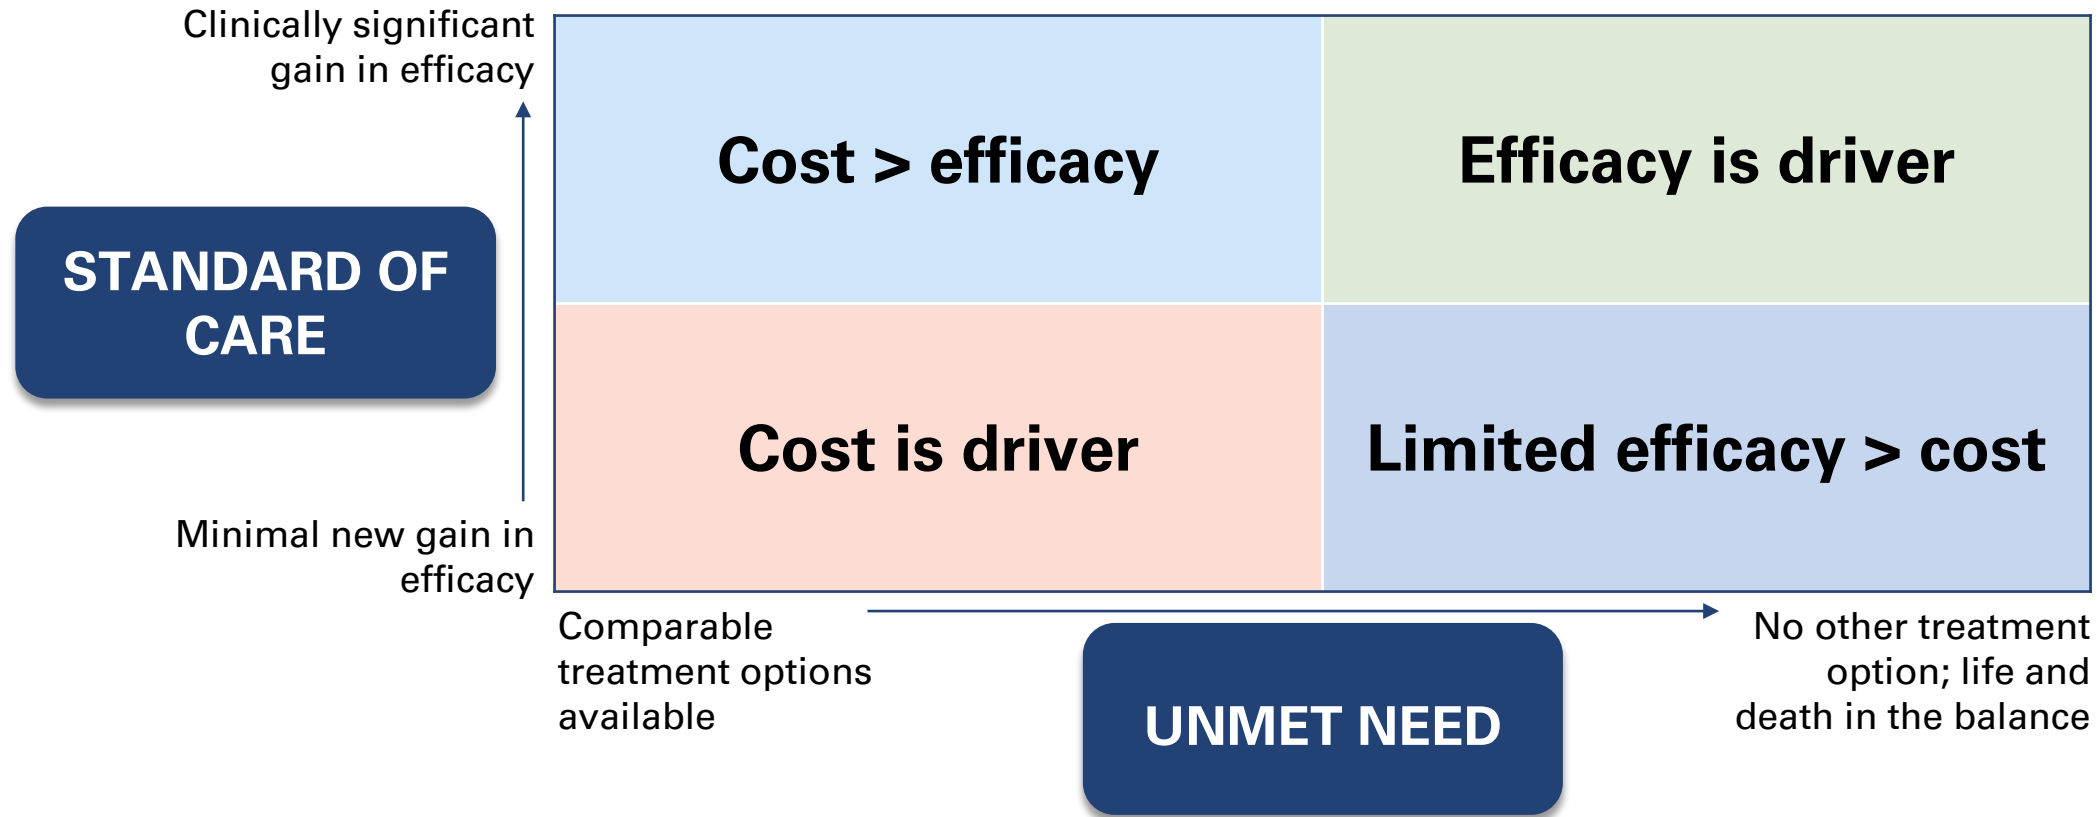 Clinically significant
gain in efficacy
Cost > efficacy
Efficacy is driver
STANDARD OF
CARE
Cost is driver
Limited efficacy > cost
Minimal new gain in
efficacy
Comparable
treatment options
available
UNMET NEED
No other treatment
option; life and
death in the balance